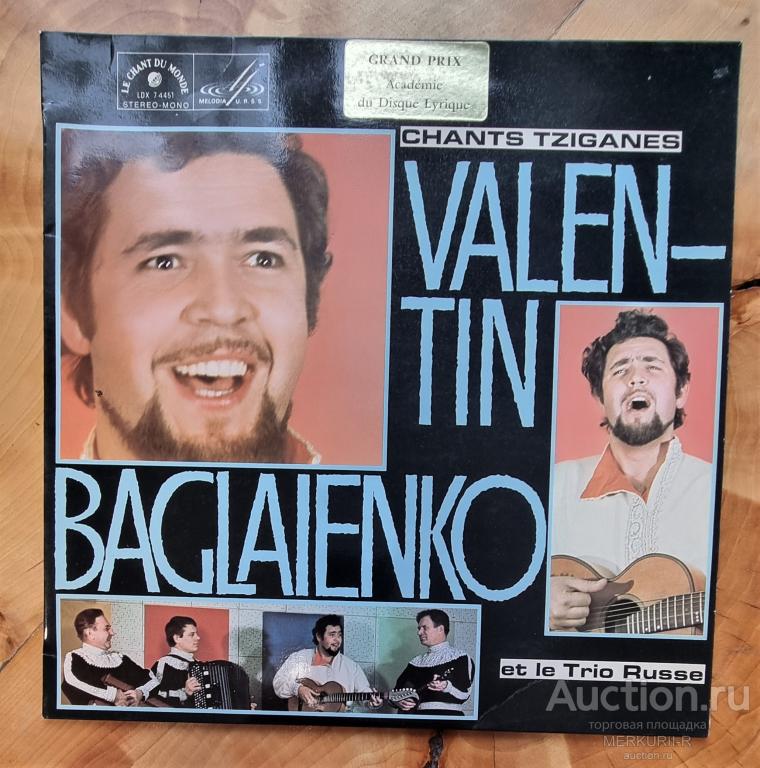 LE CHANT DU MONDE
LDX 74451
STEREO-MONO
MELODIA U.R.S.S
GRAND PRIX
Académie
du Disque Lyrique
CHANTS TZIGANES
VALEN-
TIN
BAGLAIENKO
et le Trio Russe
Auction.ru
торговая площадка
MERKURII-R
auction.ru